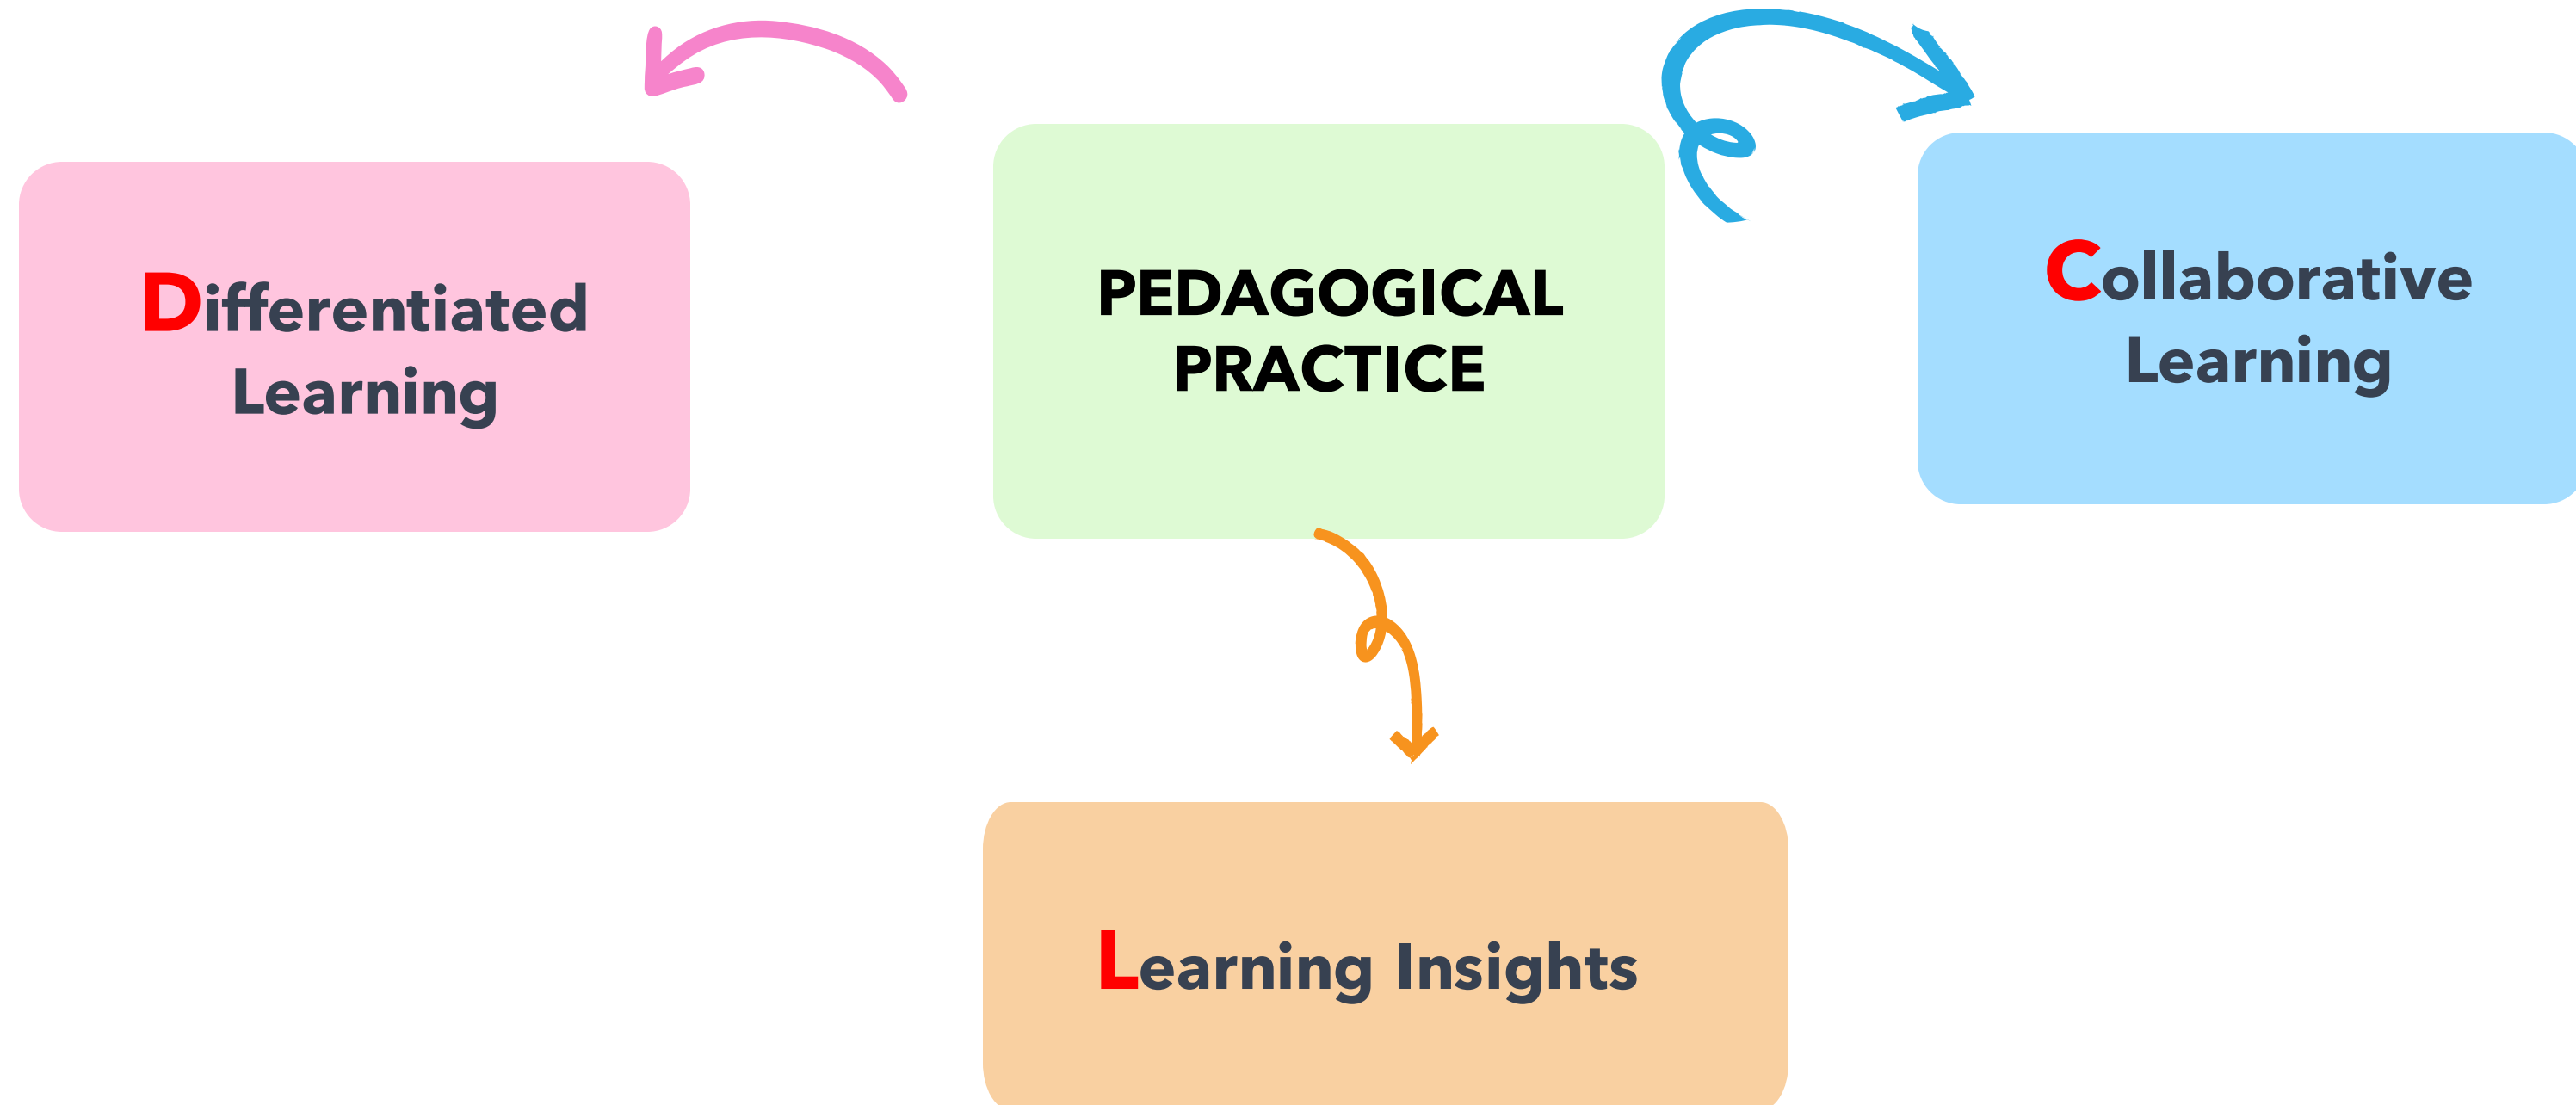 Differentiated
Learning
PEDAGOGICAL
PRACTICE
Collaborative
Learning
Learning Insights